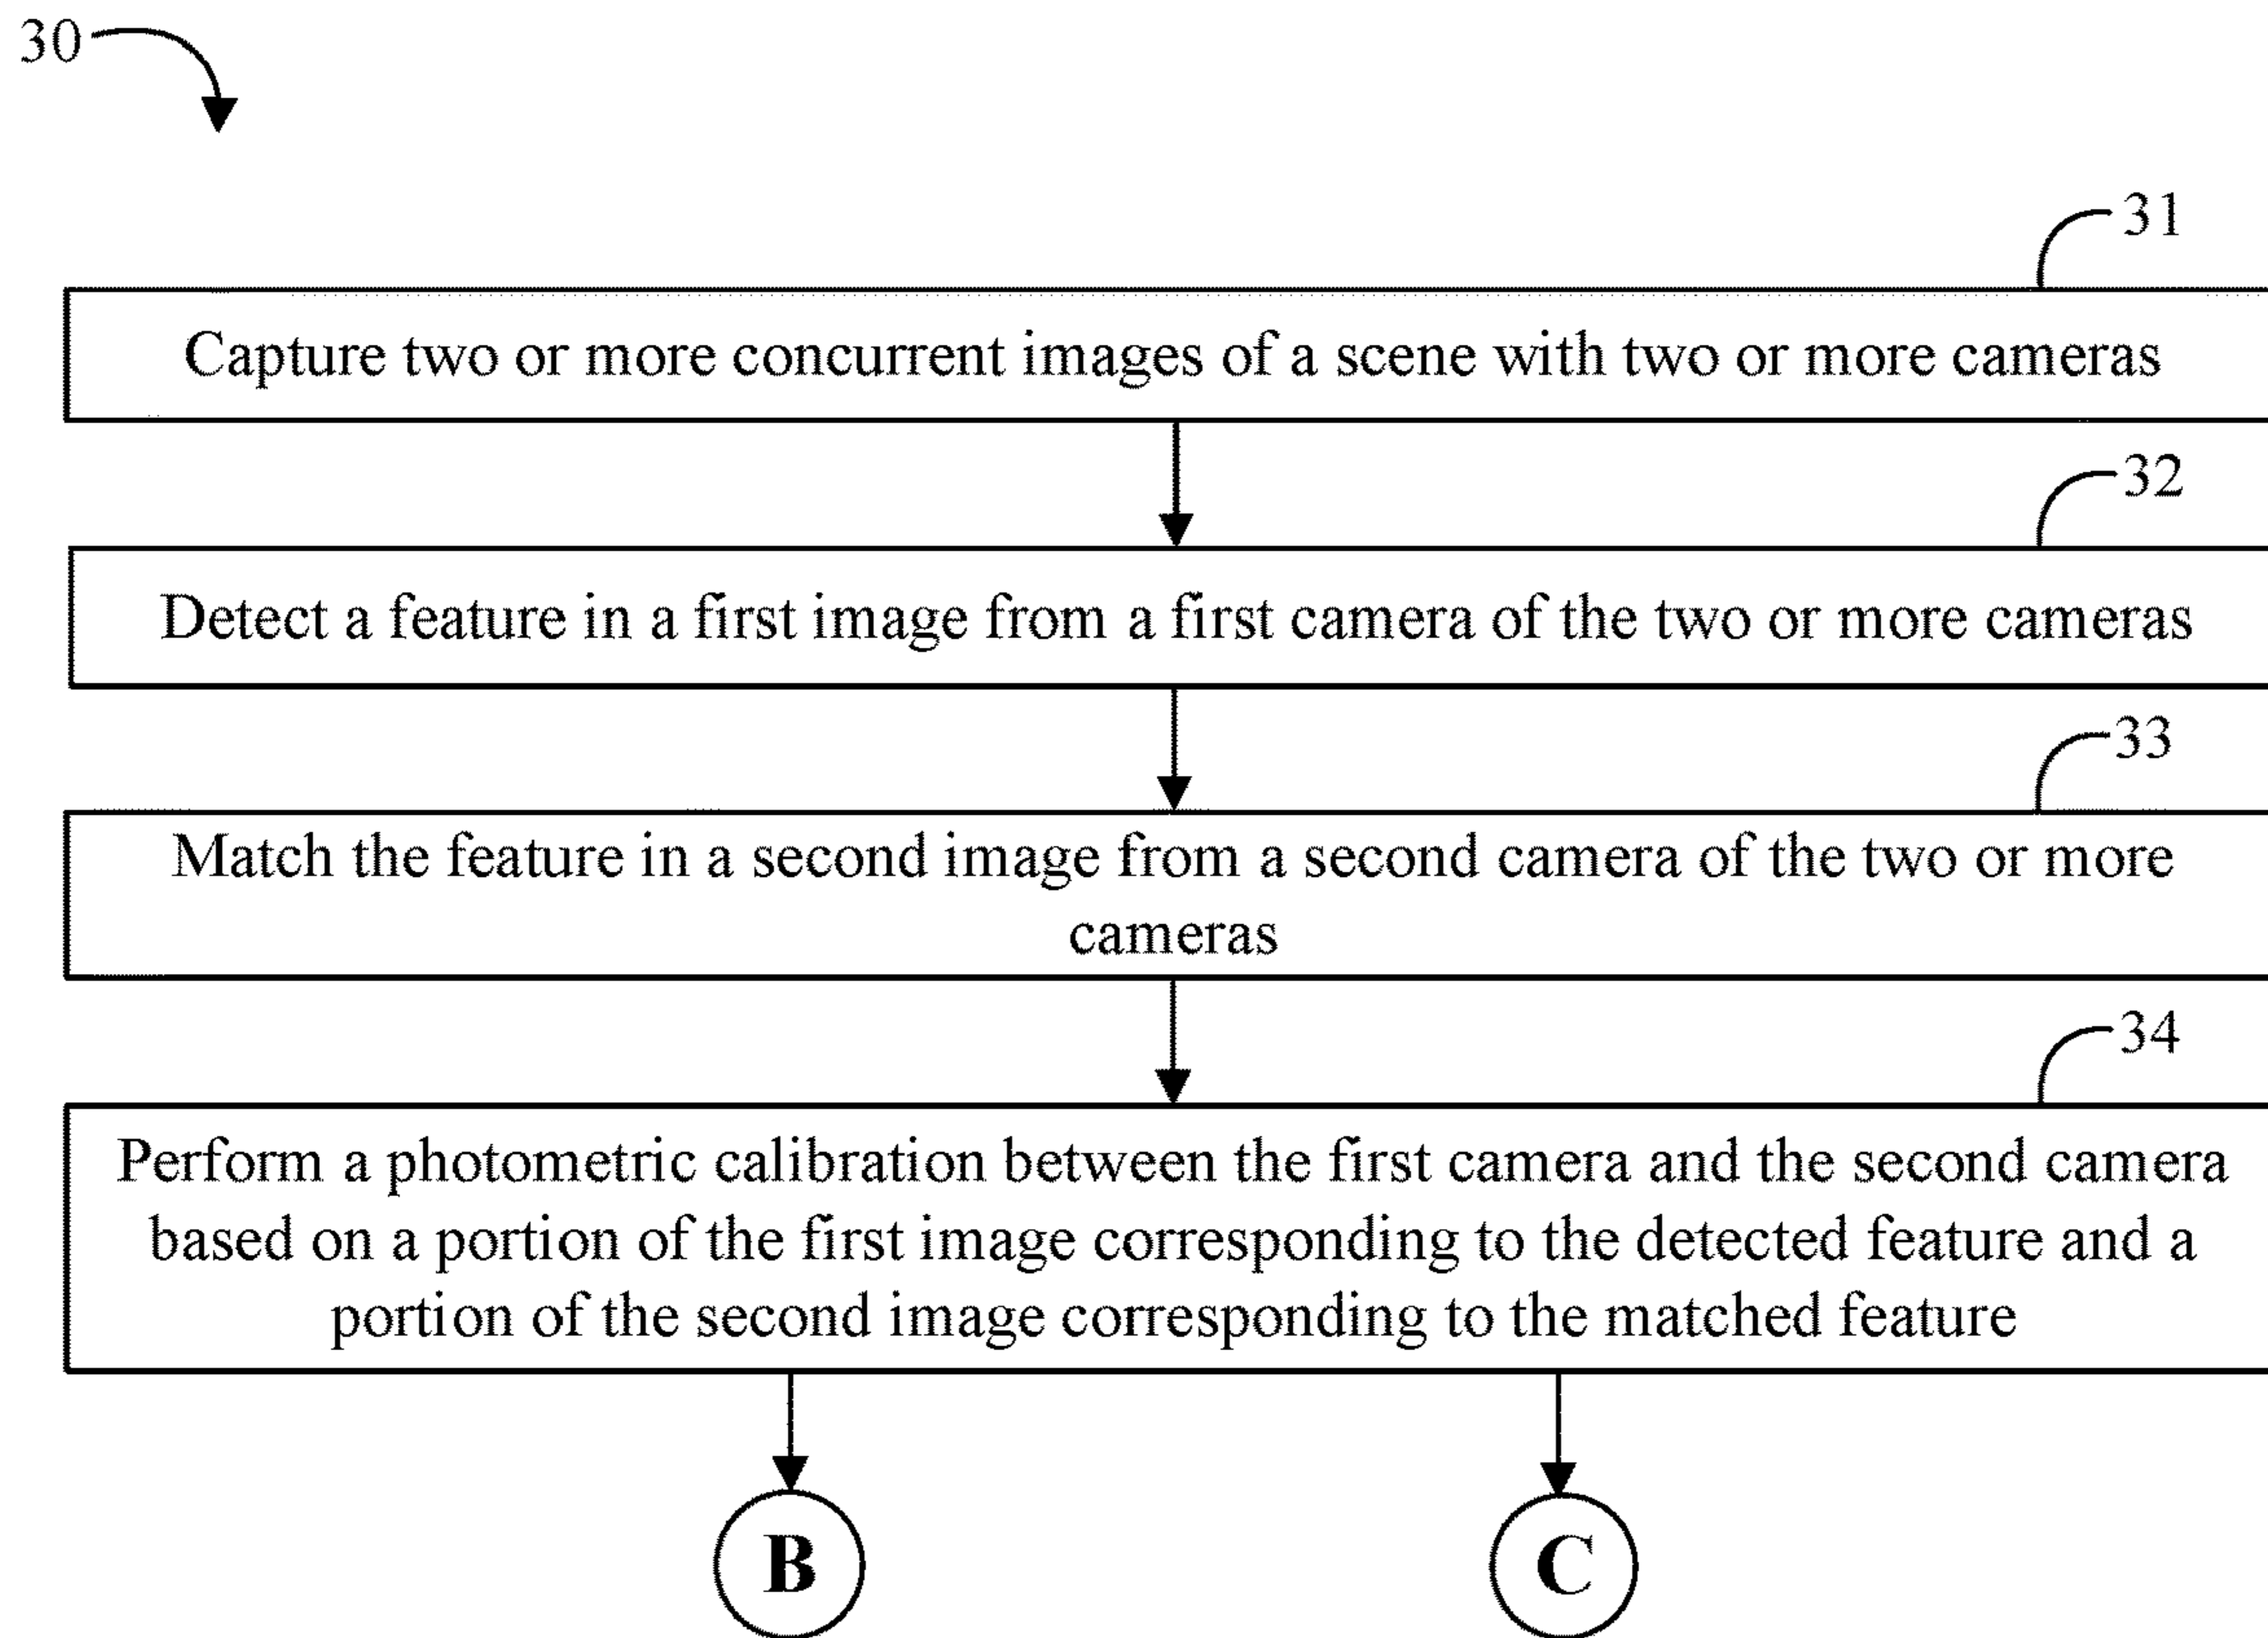 30
31
Capture two or more concurrent images of a scene with two or more cameras
32
Detect a feature in a first image from a first camera of the two or more cameras
33
Match the feature in a second image from a second camera of the two or more
cameras
34
Perform a photometric calibration between the first camera and the second camera
based on a portion of the first image corresponding to the detected feature and a
portion of the second image corresponding to the matched feature
B
C